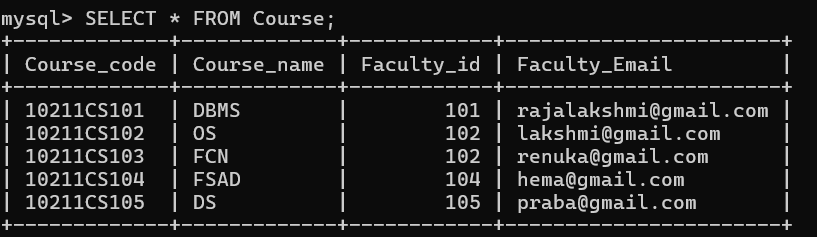 mysql> SELECT * FROM Course;
+-------------+-------------+------------+-----------------------+
| Course_code | Course_name | Faculty_id | Faculty_Email         |
+-------------+-------------+------------+-----------------------+
| 10211CS101  | DBMS        |        101 | rajalakshmi@gmail.com |
| 10211CS102  | OS          |        102 | lakshmi@gmail.com     |
| 10211CS103  | FCN         |        102 | renuka@gmail.com      |
| 10211CS104  | FSAD        |        104 | hema@gmail.com        |
| 10211CS105  | DS          |        105 | praba@gmail.com       |
+-------------+-------------+------------+-----------------------+